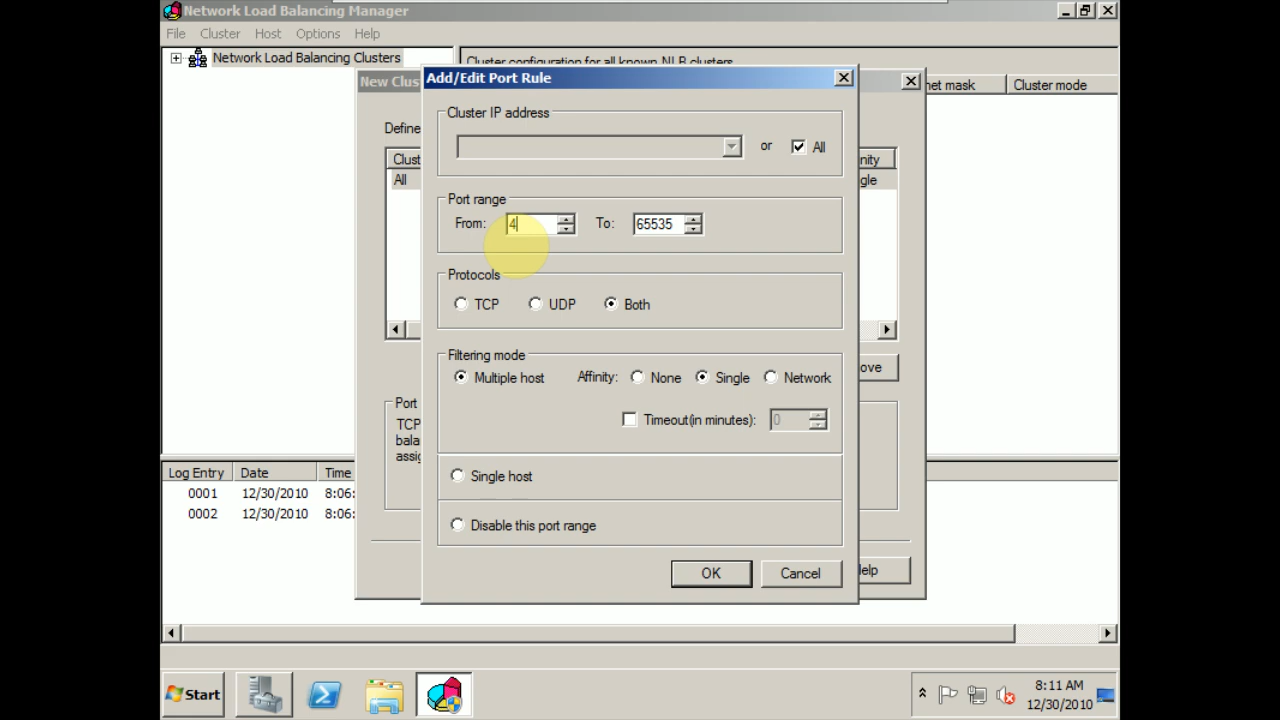 Network Load Balancing Manager
File Cluster Host Options Help
Network Load Balancing Clusters
Cluster configuration for all known NLB clusters
net mask Cluster mode
New Clus
Define
Clust
nity
All
gle
ove
Port
TCP
bala
assig
elp
Add/Edit Port Rule
Cluster IP address
or All
Port range
From: 4 To: 65535
Protocols
TCP UDP Both
Filtering mode
Multiple host Affinity: None Single Network
Timeout(in minutes): 0
Single host
Disable this port range
OK Cancel
Log Entry Date Time
0001 12/30/2010 8:06:
0002 12/30/2010 8:06:
Start
8:11 AM
12/30/2010